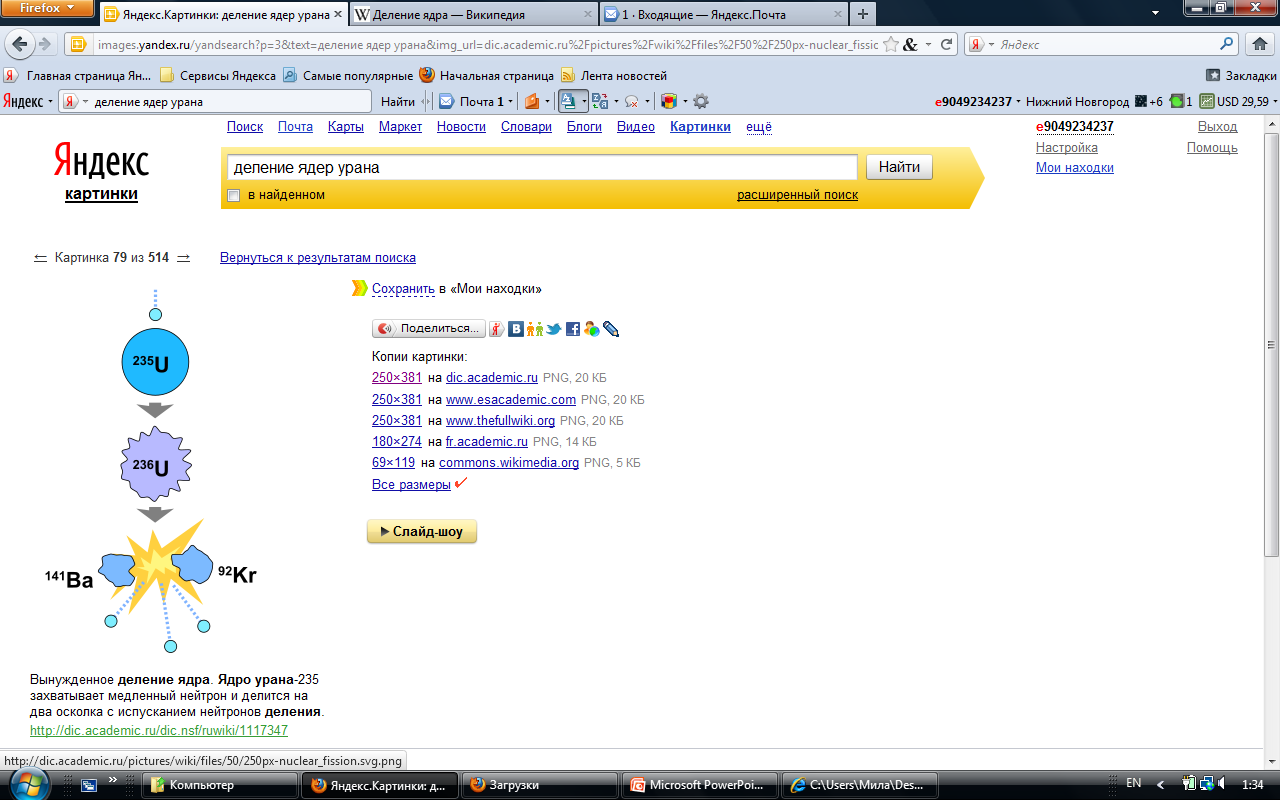 Firefox
Яндекс.Картинки: деление ядер урана
Деление ядра — Википедия
1 · Входящие — Яндекс.Почта
images.yandex.ru/yandsearch?p=3&text=деление ядер урана&img_url=dic.academic.ru%2Fpictures%2Fwiki%2Ffiles%2F50%2F250px-nuclear_fissic
Яндекс
Главная страница Ян...
Сервисы Яндекса
Самые популярные
Начальная страница
Лента новостей
Закладки
Яндекс
деление ядер урана
Найти
Почта 1
e9049234237
Нижний Новгород
+6
1
USD 29,59
Поиск Почта Карты Маркет Новости Словари Блоги Видео Картинки ещё
e9049234237
Выход
Настройка
Помощь
Мои находки
Яндекс
картинки
деление ядер урана
Найти
в найденном
расширенный поиск
← Картинка 79 из 514 →
Вернуться к результатам поиска
Сохранить в «Мои находки»
Поделиться...
Копии картинки:
250×381 на dic.academic.ru PNG, 20 КБ
250×381 на www.esacademic.com PNG, 20 КБ
250×381 на www.thefullwiki.org PNG, 20 КБ
180×274 на fr.academic.ru PNG, 14 КБ
69×119 на commons.wikimedia.org PNG, 5 КБ
Все размеры
Слайд-шоу
235U
236U
141Ba
92Kr
Вынужденное деление ядра. Ядро урана-235
захватывает медленный нейтрон и делится на
два осколка с испусканием нейтронов деления.
http://dic.academic.ru/dic.nsf/ruwiki/1117347
http://dic.academic.ru/pictures/wiki/files/50/250px-nuclear_fission.svg.png
Компьютер
Яндекс.Картинки: д...
Загрузки
Microsoft PowerPoi...
C:\Users\Мила\Des...
EN
1:34